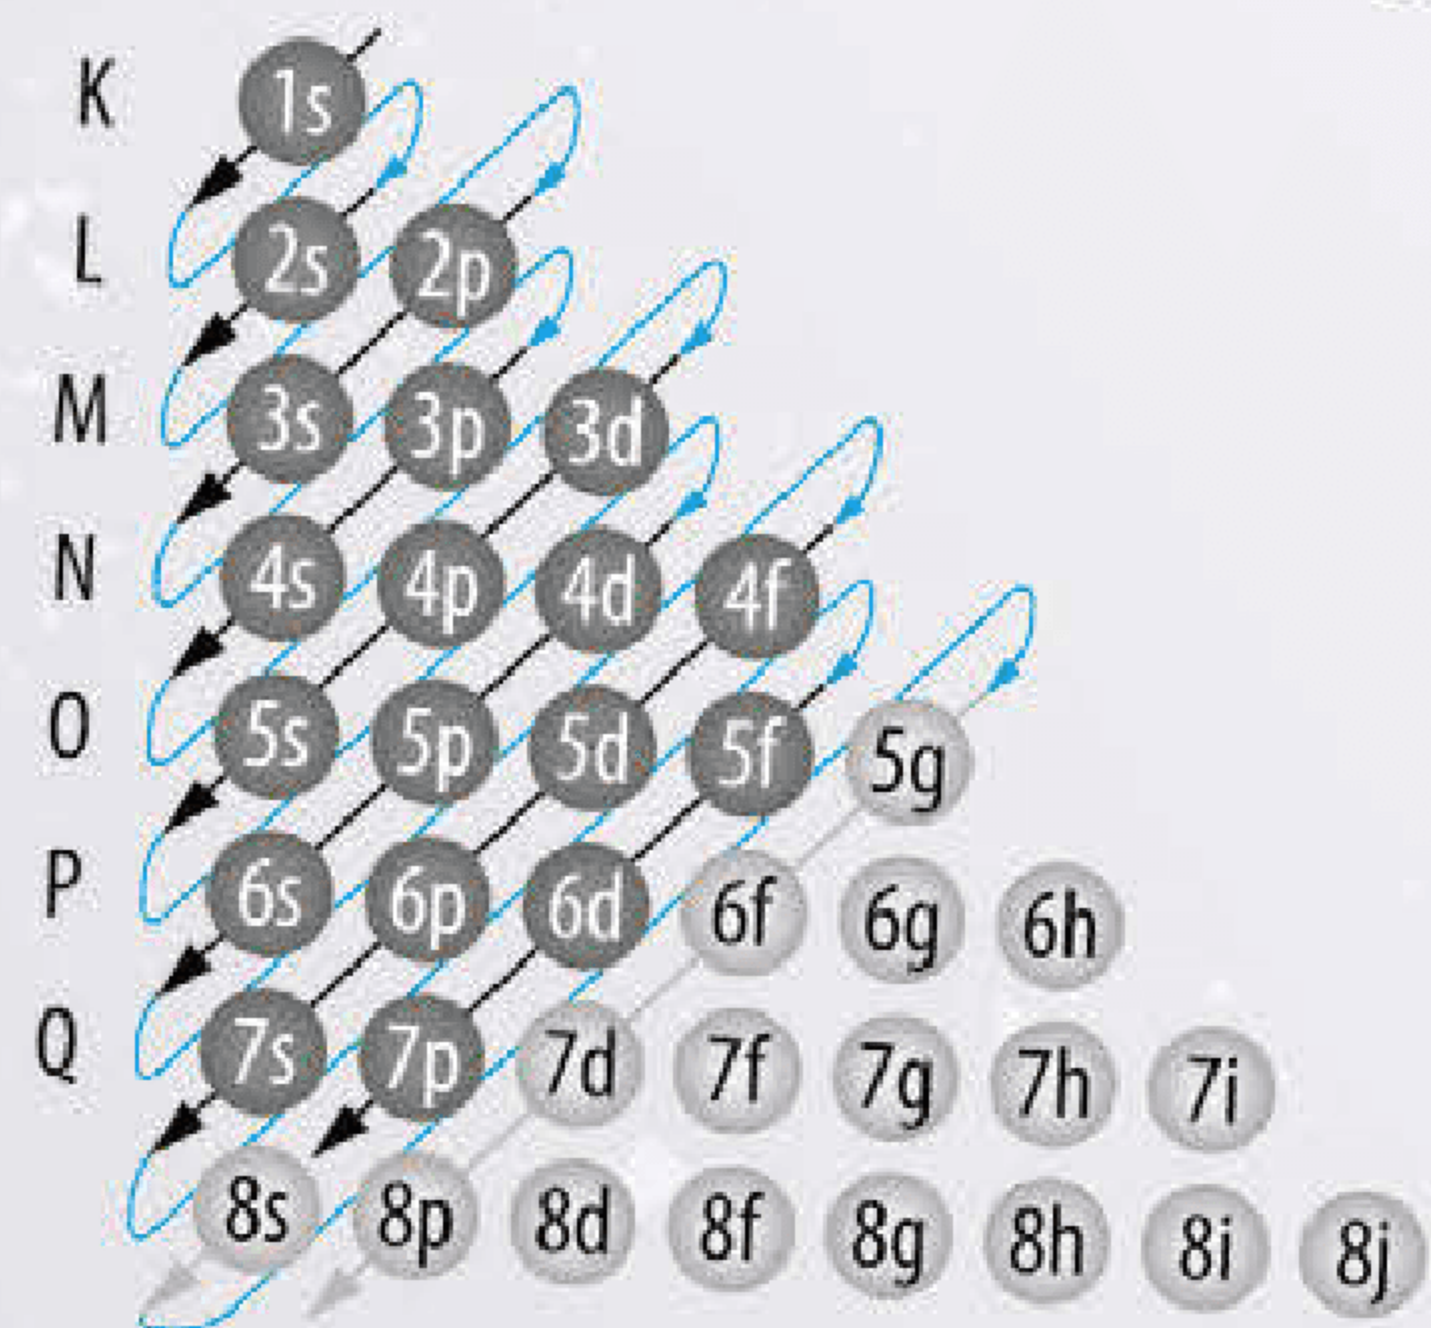 K 1s
L 2s 2p
M 3s 3p 3d
N 4s 4p 4d 4f
O 5s 5p 5d 5f 5g
P 6s 6p 6d 6f 6g 6h
Q 7s 7p 7d 7f 7g 7h 7i
8s 8p 8d 8f 8g 8h 8i 8j